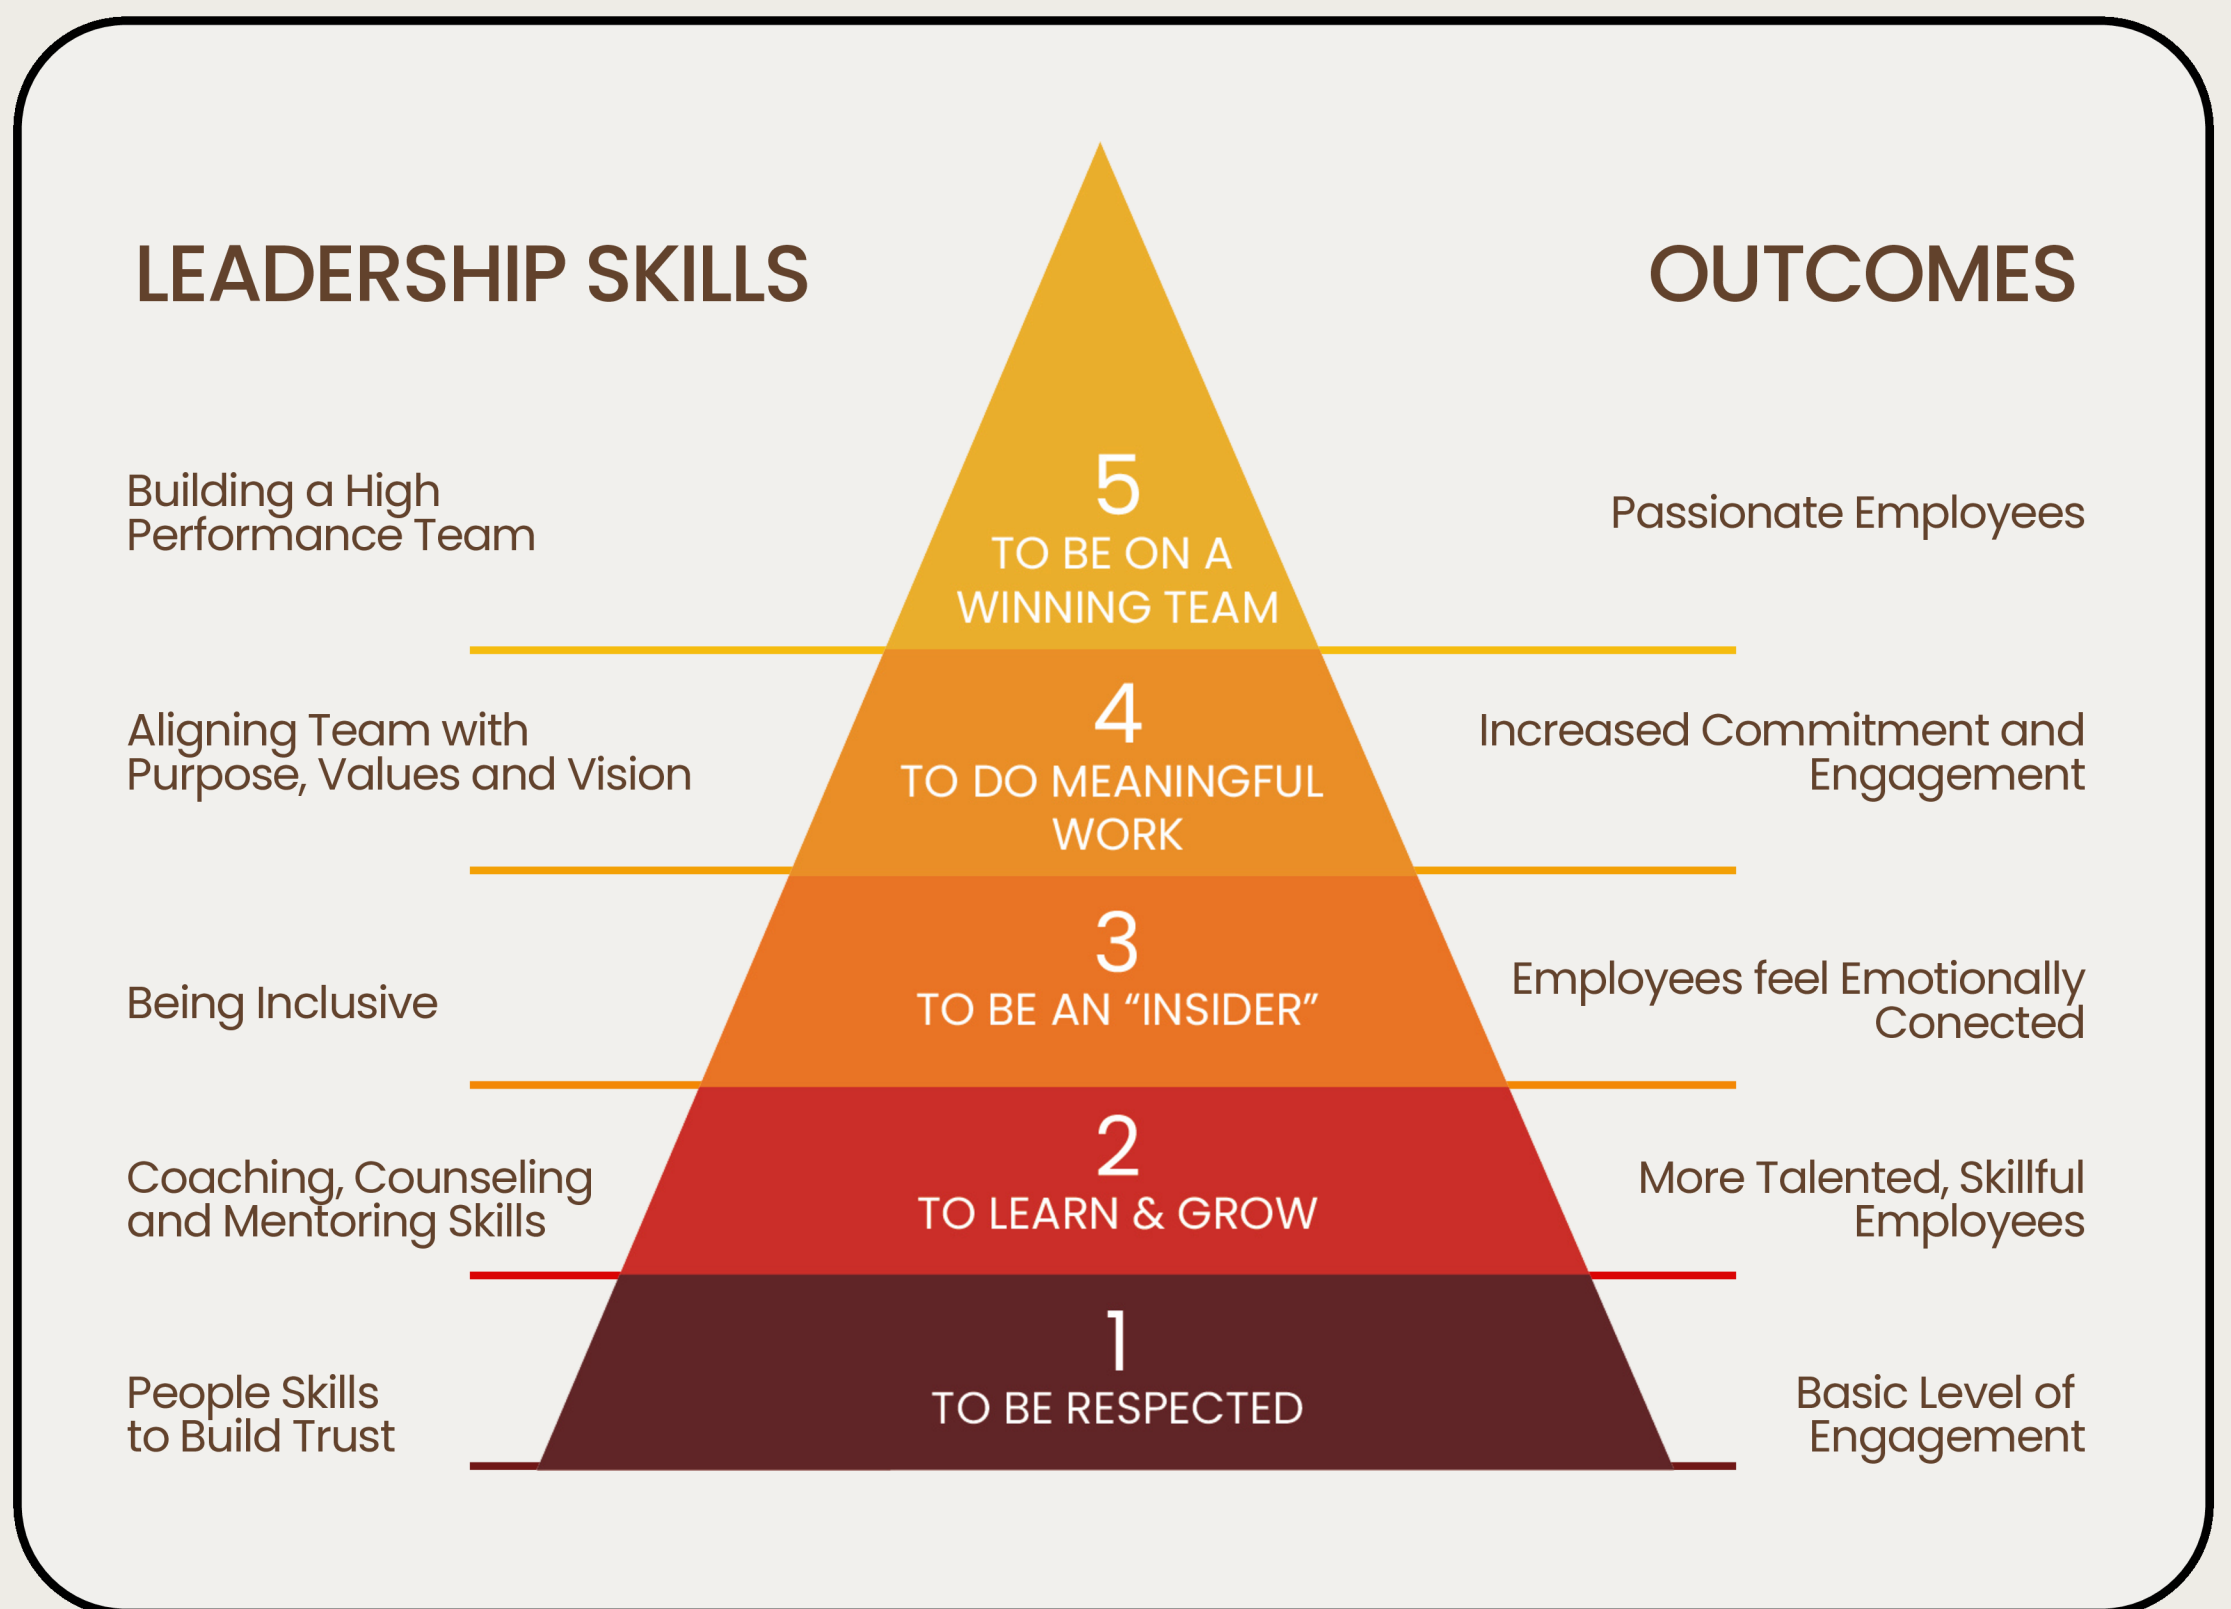 LEADERSHIP SKILLS
OUTCOMES
Building a High
Performance Team
5
TO BE ON A
WINNING TEAM
Passionate Employees
Aligning Team with
Purpose, Values and Vision
4
TO DO MEANINGFUL
WORK
Increased Commitment and
Engagement
Being Inclusive
3
TO BE AN “INSIDER”
Employees feel Emotionally
Conected
Coaching, Counseling
and Mentoring Skills
2
TO LEARN & GROW
More Talented, Skillful
Employees
People Skills
to Build Trust
1
TO BE RESPECTED
Basic Level of
Engagement